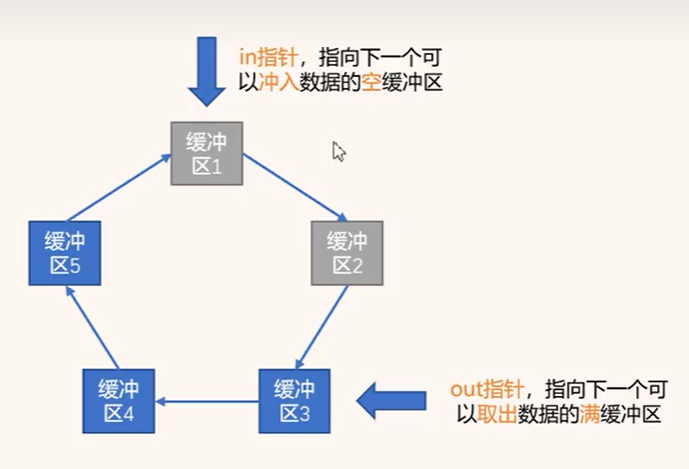 in指针，指向下一个可
以冲入数据的空缓冲区
缓冲
区1
缓冲
区5
缓冲
区2
缓冲
区4
缓冲
区3
out指针，指向下一个可
以取出数据的满缓冲区